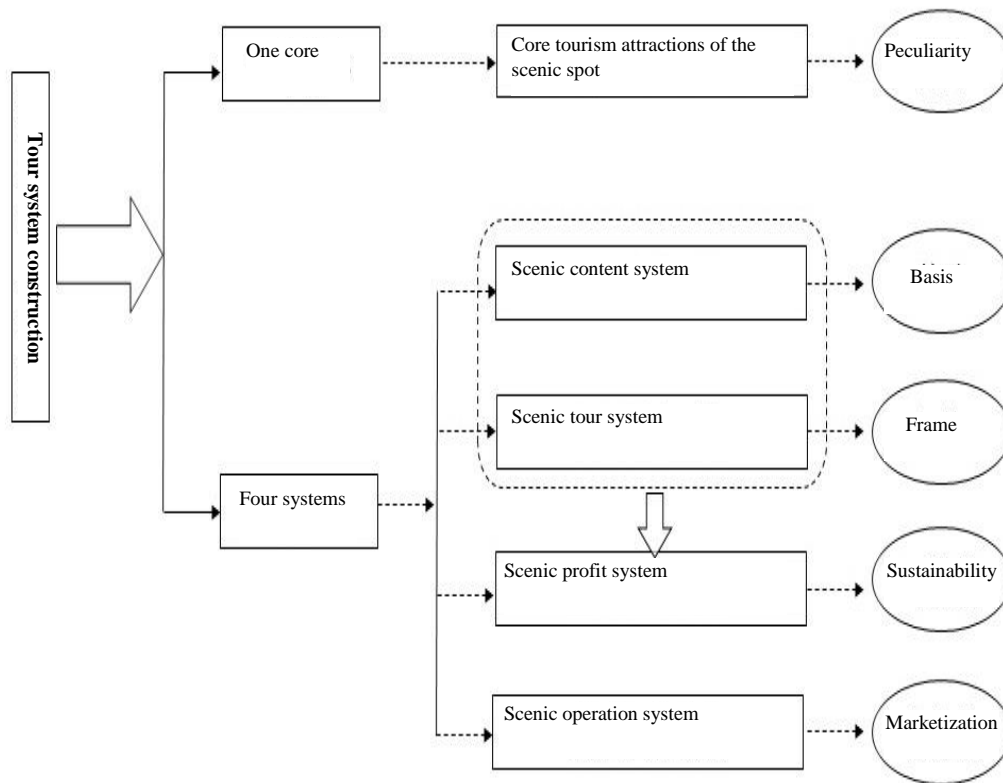 Tour system construction
One core
Core tourism attractions of the
scenic spot
Peculiarity
Four systems
Scenic content system
Basis
Scenic tour system
Frame
Scenic profit system
Sustainability
Scenic operation system
Marketization